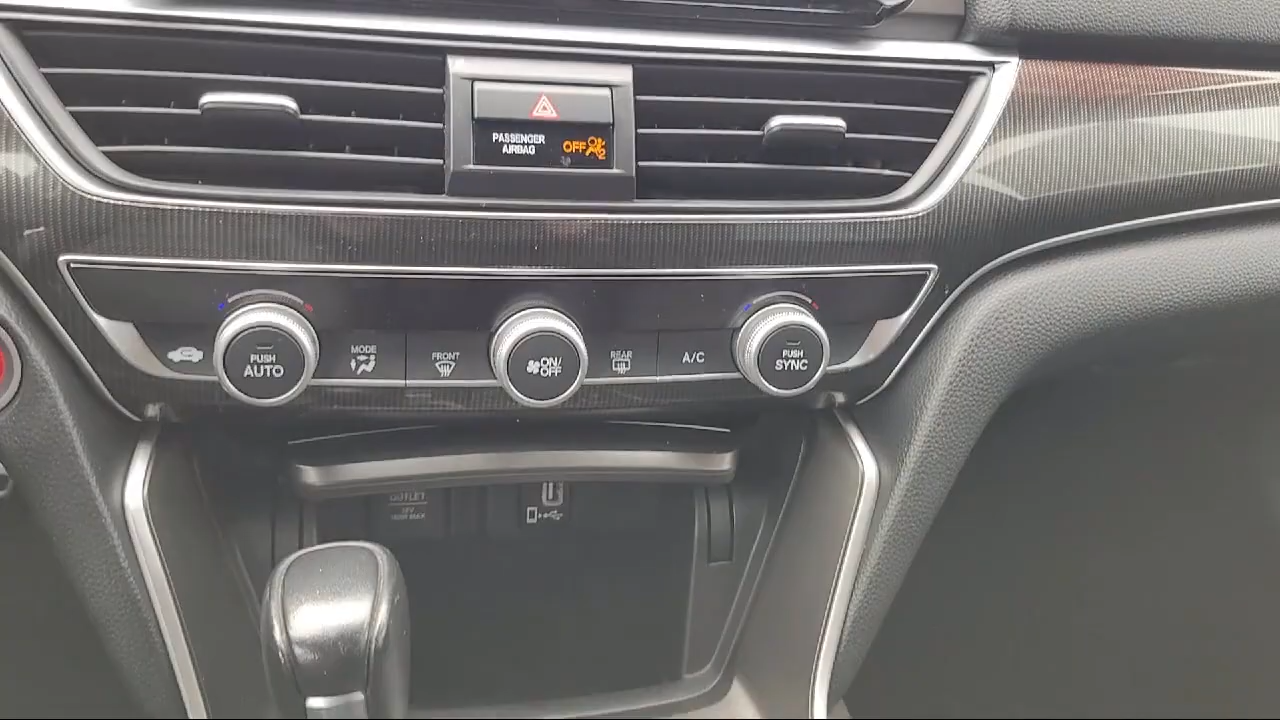 PASSENGER
AIRBAG
OFF
PUSH
AUTO
MODE
FRONT
ON/
OFF
REAR
A/C
PUSH
SYNC
OUTLET